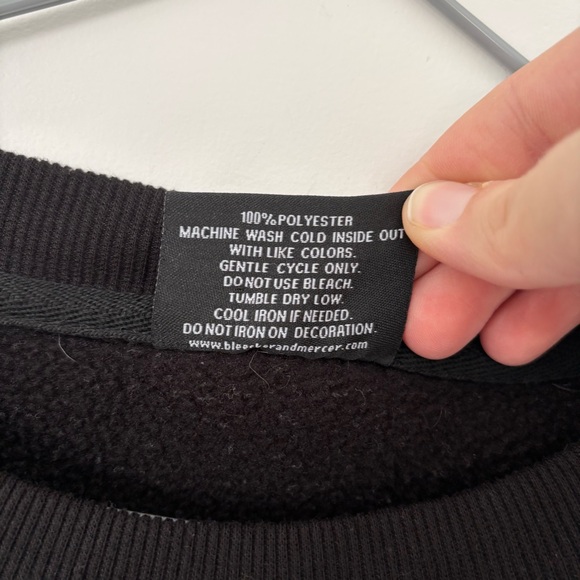 100%POLYESTER
MACHINE WASH COLD INSIDE OUT
WITH LIKE COLORS.
GENTLE CYCLE ONLY.
DO NOT USE BLEACH.
TUMBLE DRY LOW.
COOL IRON IF NEEDED.
DO NOT IRON ON DECORATION.
www.bleeckerandmercer.com